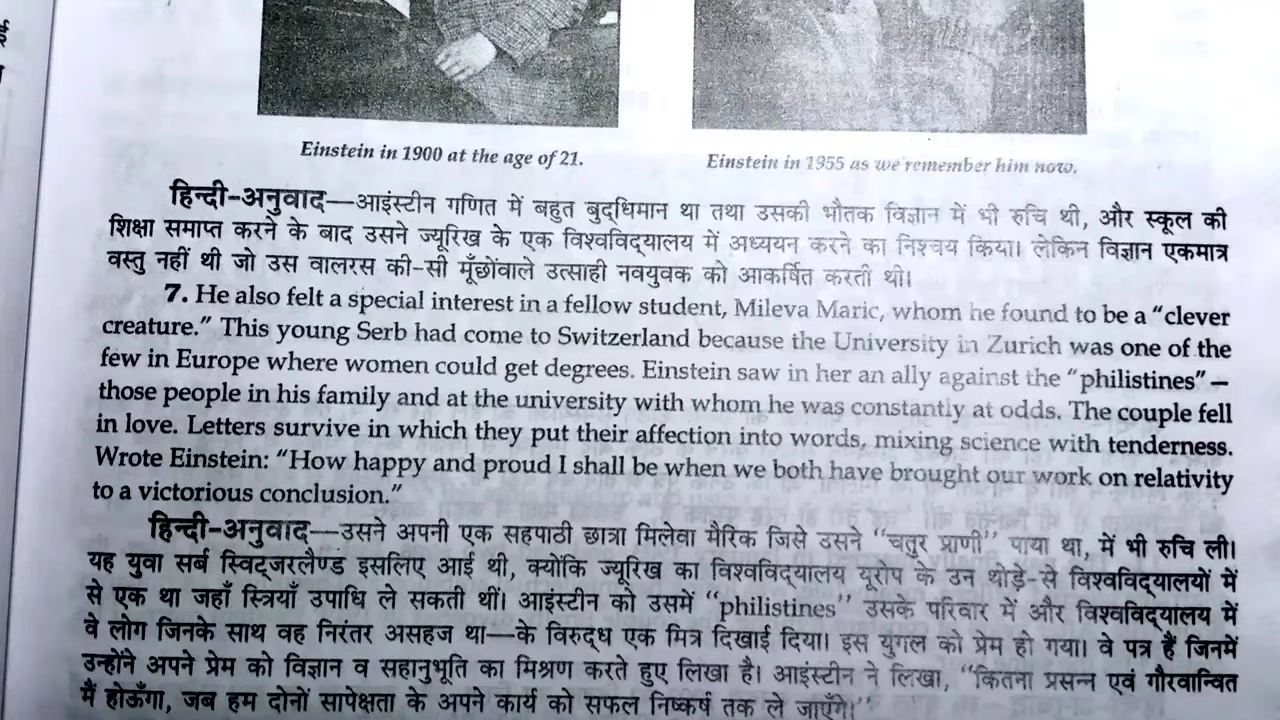 Einstein in 1900 at the age of 21.
Einstein in 1955 as we remember him now.
हिन्दी-अनुवाद—आइंस्टीन गणित में बहुत बुद्धिमान था तथा उसकी भौतक विज्ञान में भी रुचि थी, और स्कूल की
शिक्षा समाप्त करने के बाद उसने ज्यूरिख के एक विश्वविद्यालय में अध्ययन करने का निश्चय किया। लेकिन विज्ञान एकमात्र
वस्तु नहीं थी जो उस वालरस की-सी मूँछोंवाले उत्साही नवयुवक को आकर्षित करती थी।
7. He also felt a special interest in a fellow student, Mileva Maric, whom he found to be a “clever
creature.” This young Serb had come to Switzerland because the University in Zurich was one of the
few in Europe where women could get degrees. Einstein saw in her an ally against the “philistines”—
those people in his family and at the university with whom he was constantly at odds. The couple fell
in love. Letters survive in which they put their affection into words, mixing science with tenderness.
Wrote Einstein: “How happy and proud I shall be when we both have brought our work on relativity
to a victorious conclusion.”
हिन्दी-अनुवाद—उसने अपनी एक सहपाठी छात्रा मिलेवा मैरिक जिसे उसने ‘‘चतुर प्राणी’’ पाया था, में भी रुचि ली।
यह युवा सर्ब स्विट्जरलैण्ड इसलिए आई थी, क्योंकि ज्यूरिख का विश्वविद्यालय यूरोप के उन थोड़े-से विश्वविद्यालयों में
से एक था जहाँ स्त्रियाँ उपाधि ले सकती थीं। आइंस्टीन को उसमें ‘‘philistines’’ उसके परिवार में और विश्वविद्यालय में
वे लोग जिनके साथ वह निरंतर असहज था—के विरुद्ध एक मित्र दिखाई दिया। इस युगल को प्रेम हो गया। वे पत्र हैं जिनमें
उन्होंने अपने प्रेम को विज्ञान व सहानुभूति का मिश्रण करते हुए लिखा है। आइंस्टीन ने लिखा, ‘‘कितना प्रसन्न एवं गौरवान्वित
मैं होऊँगा, जब हम दोनों सापेक्षता के अपने कार्य को सफल निष्कर्ष तक ले जाएँगे।’’